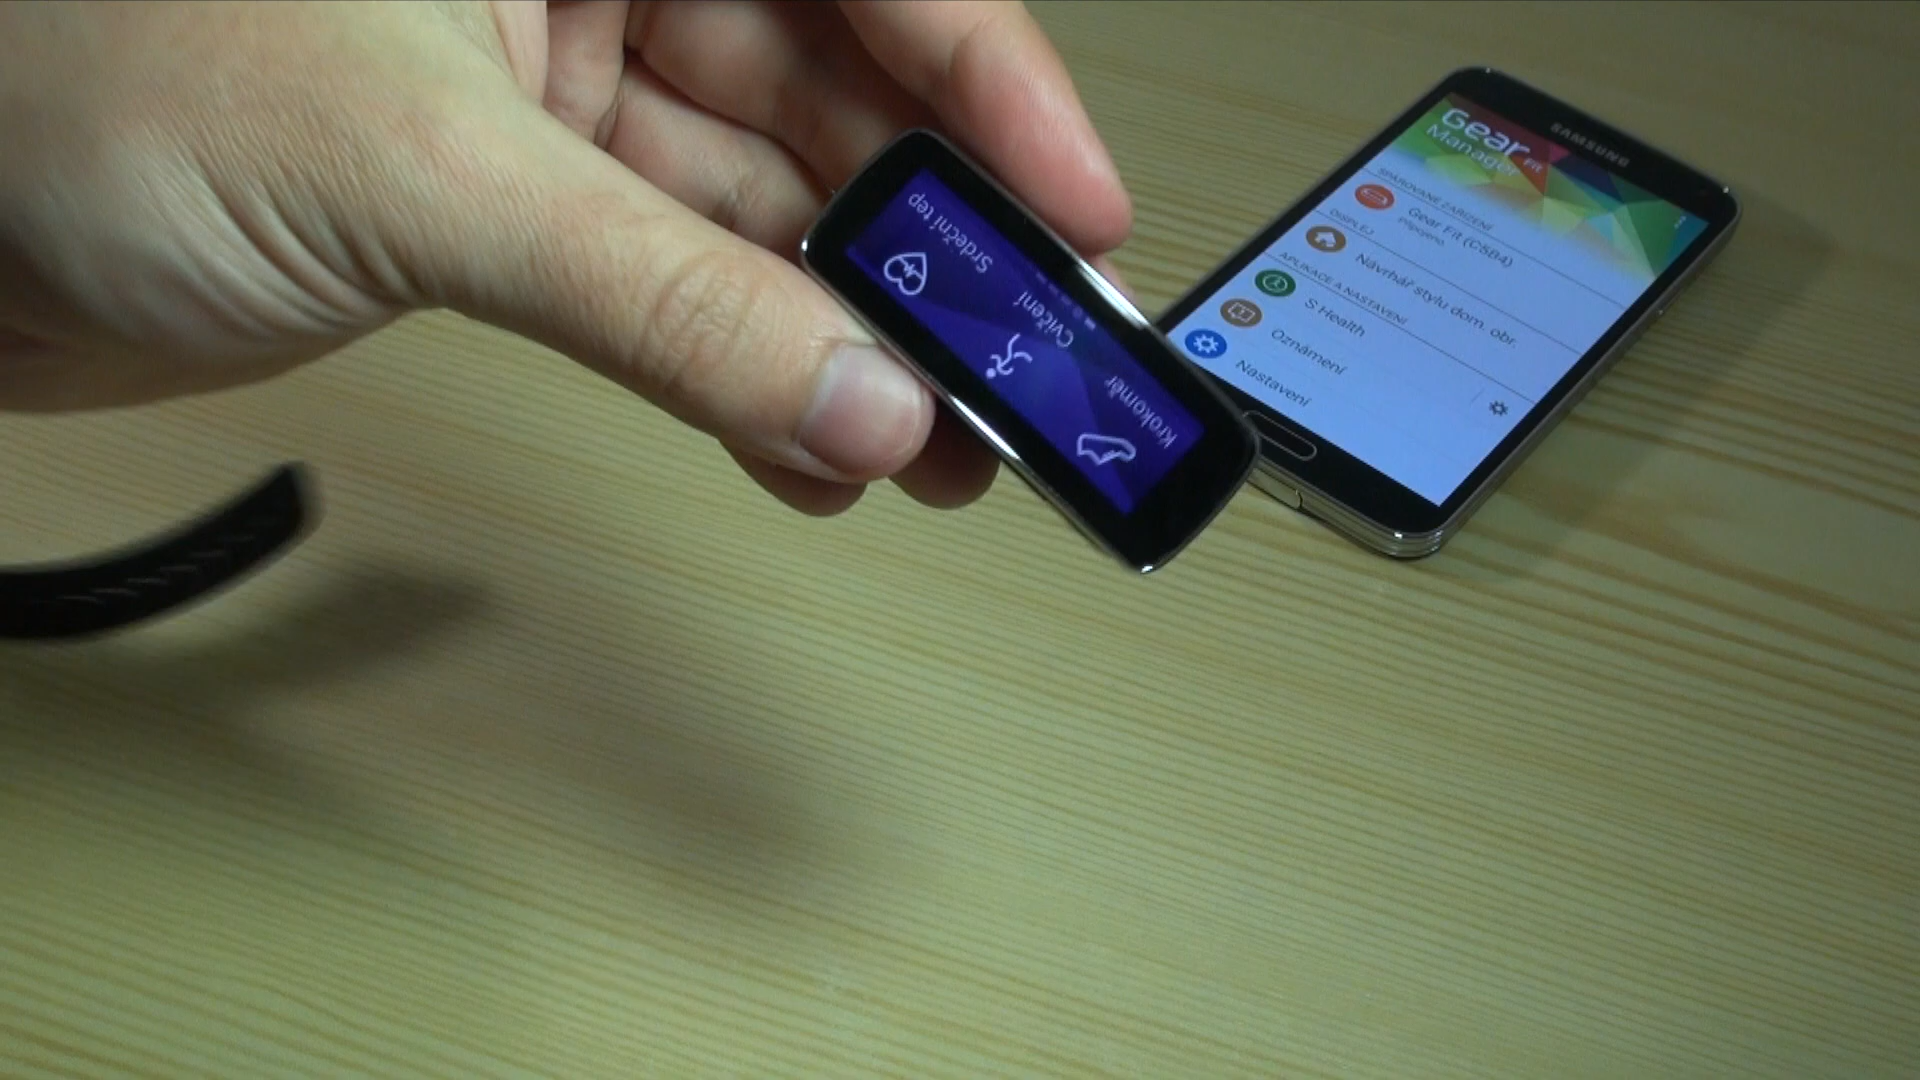 Krokoměr
Cvičení
Srdeční tep
SAMSUNG
Gear Fit
Manager
SPÁROVANÉ ZAŘÍZENÍ
Gear Fit (C5B4)
Připojeno
DISPLEJ
Návrhář stylu dom. obr.
APLIKACE A NASTAVENÍ
S Health
Oznámení
Nastavení